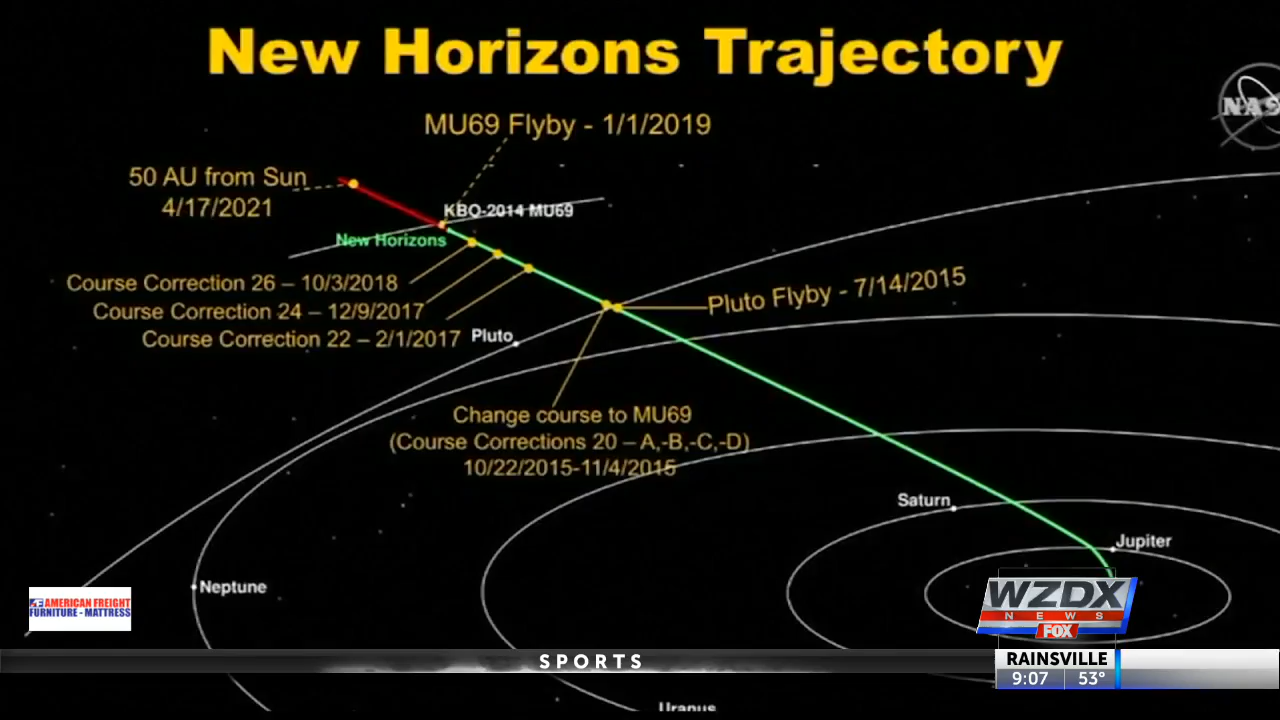 New Horizons Trajectory
NAS
MU69 Flyby - 1/1/2019
50 AU from Sun
4/17/2021
KBO-2014 MU69
New Horizons
Course Correction 26 – 10/3/2018
Course Correction 24 – 12/9/2017
Course Correction 22 – 2/1/2017
Pluto
Pluto Flyby - 7/14/2015
Change course to MU69
(Course Corrections 20 – A,-B,-C,-D)
10/22/2015-11/4/2015
Saturn
Jupiter
Neptune
AF AMERICAN FREIGHT
FURNITURE - MATTRESS
WZDX
NEWS
FOX
SPORTS
RAINSVILLE
9:07 53°
Uranus